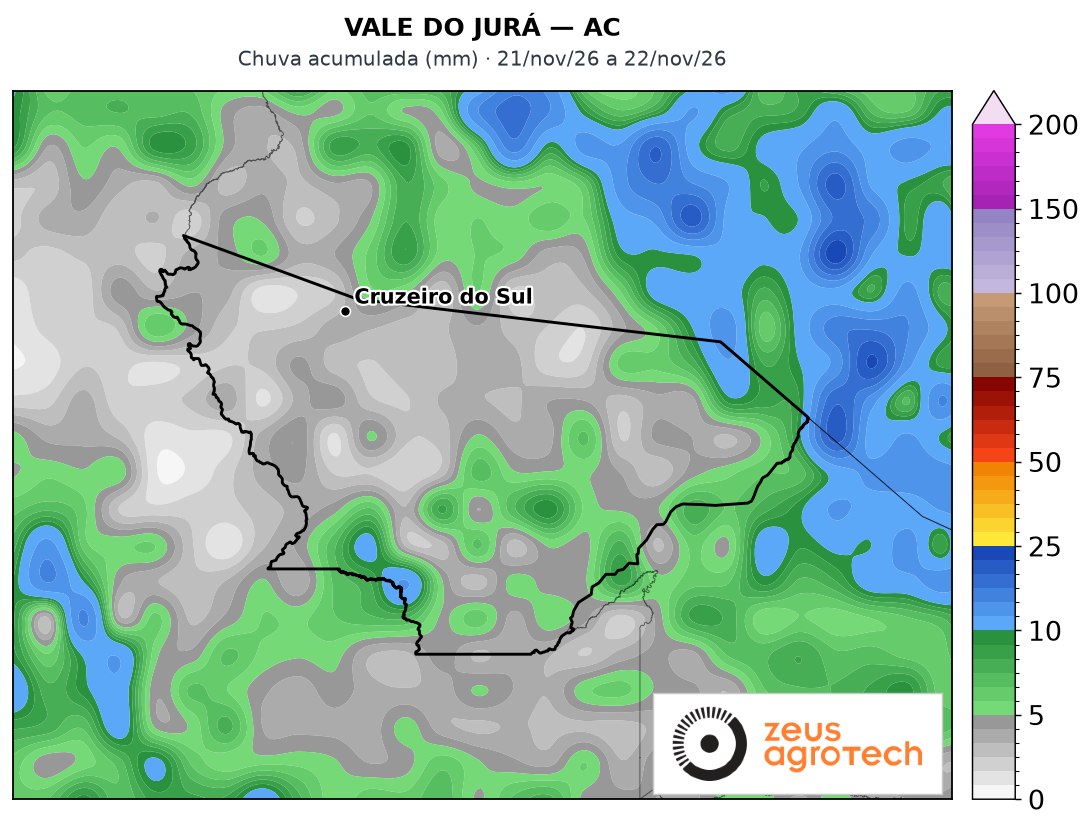 VALE DO JURÁ — AC
Chuva acumulada (mm) · 21/nov/26 a 22/nov/26
Cruzeiro do Sul
200
150
100
75
50
25
10
5
0
zeus
agrotech